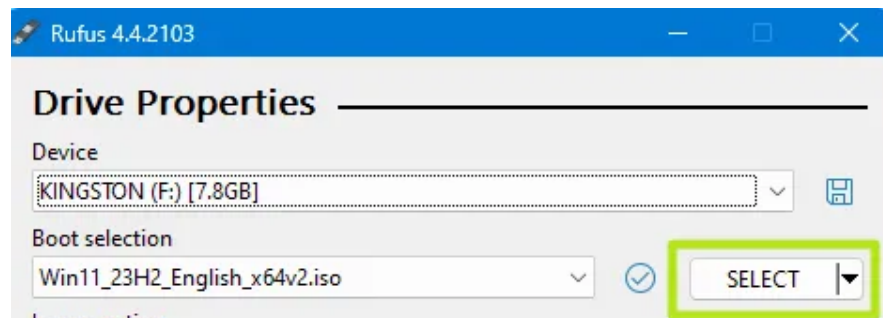 Rufus 4.4.2103
Drive Properties
Device
KINGSTON (F:) [7.8GB]
Boot selection
Win11_23H2_English_x64v2.iso
SELECT